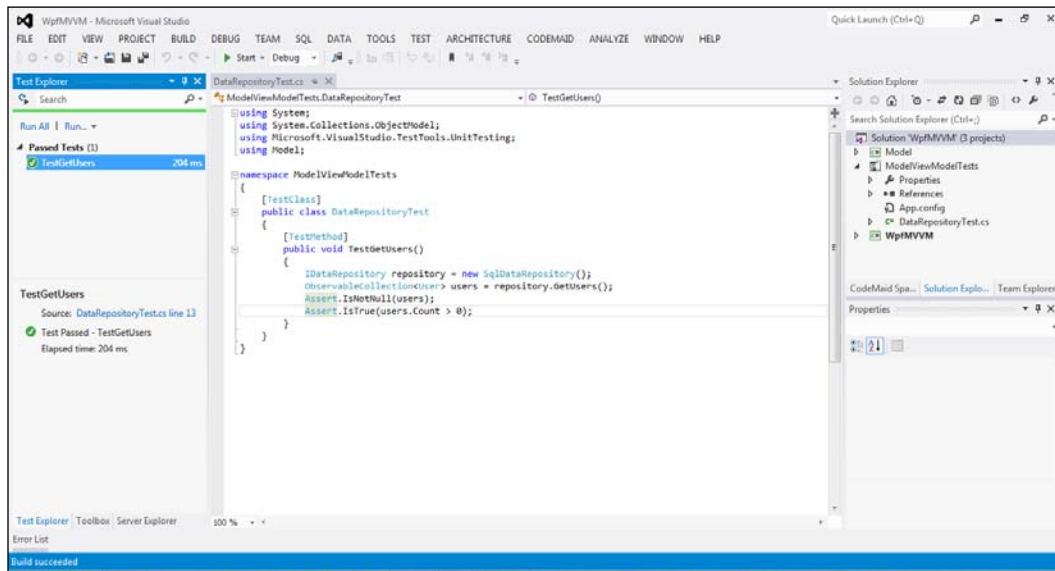 WpfMVVM - Microsoft Visual Studio
Quick Launch (Ctrl+Q)
FILE EDIT VIEW PROJECT BUILD DEBUG TEAM SQL DATA TOOLS TEST ARCHITECTURE CODEMAID ANALYZE WINDOW HELP
Start - Debug
Test Explorer
Search
Run All | Run...
Passed Tests (1)
TestGetUsers 204 ms
TestGetUsers
Source: DataRepositoryTest.cs line 13
Test Passed - TestGetUsers
Elapsed time: 204 ms
Test Explorer Toolbox Server Explorer
DataRepositoryTest.cs
ModelViewModelTests.DataRepositoryTest
TestGetUsers()
using System;
using System.Collections.ObjectModel;
using Microsoft.VisualStudio.TestTools.UnitTesting;
using Model;
namespace ModelViewModelTests
{
[TestClass]
public class DataRepositoryTest
{
[TestMethod]
public void TestGetUsers()
{
IDataRepository repository = new SqlDataRepository();
ObservableCollection<User> users = repository.GetUsers();
Assert.IsNotNull(users);
Assert.IsTrue(users.Count > 0);
}
}
}
100 %
Solution Explorer
Search Solution Explorer (Ctrl+;)
Solution 'WpfMVVM' (3 projects)
Model
ModelViewModelTests
Properties
References
App.config
DataRepositoryTest.cs
WpfMVVM
CodeMaid Spa... Solution Explo... Team Explorer
Properties
Error List
Build succeeded